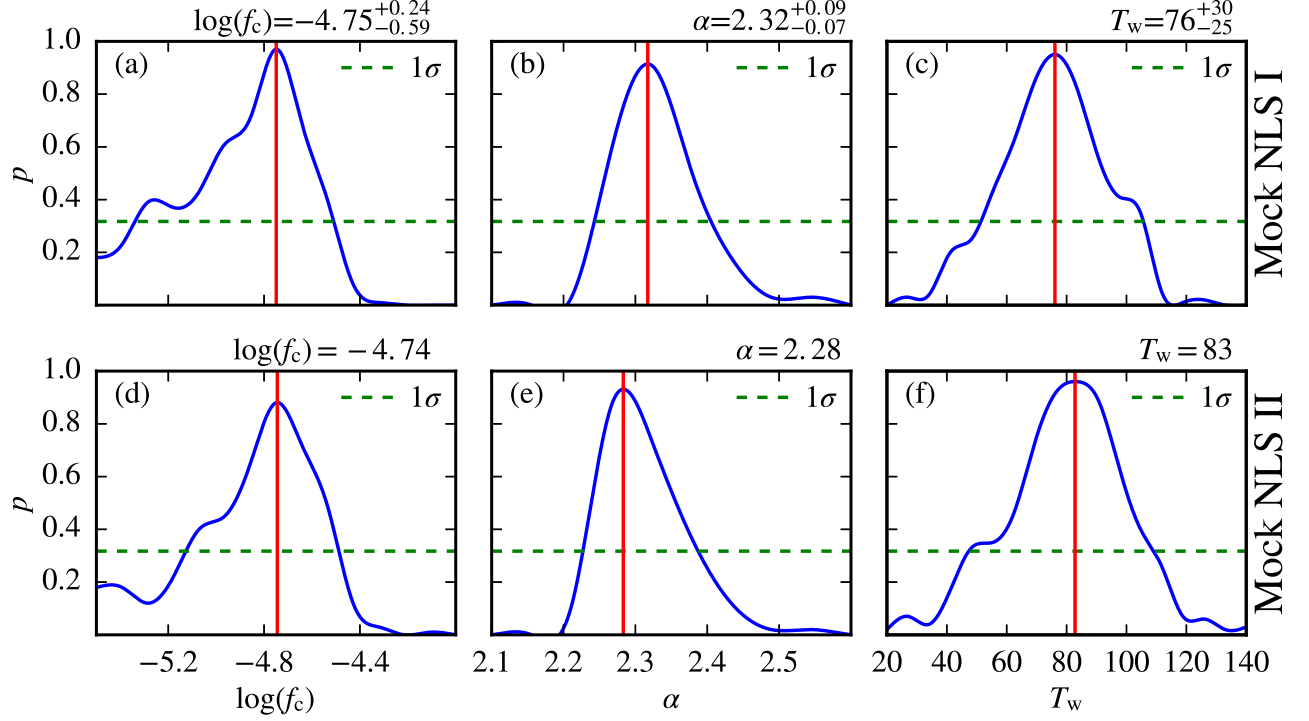 log(f_c)=−4.75^{+0.24}_{−0.59}
α=2.32^{+0.09}_{−0.07}
T_w=76^{+30}_{−25}
(a)
1σ
(b)
1σ
(c)
1σ
1.0
0.8
0.6
0.4
0.2
p
Mock NLS I
log(f_c) = −4.74
α = 2.28
T_w = 83
(d)
1σ
(e)
1σ
(f)
1σ
1.0
0.8
0.6
0.4
0.2
p
Mock NLS II
−5.2 −4.8 −4.4
2.1 2.2 2.3 2.4 2.5
20 40 60 80 100 120 140
log(f_c)
α
T_w